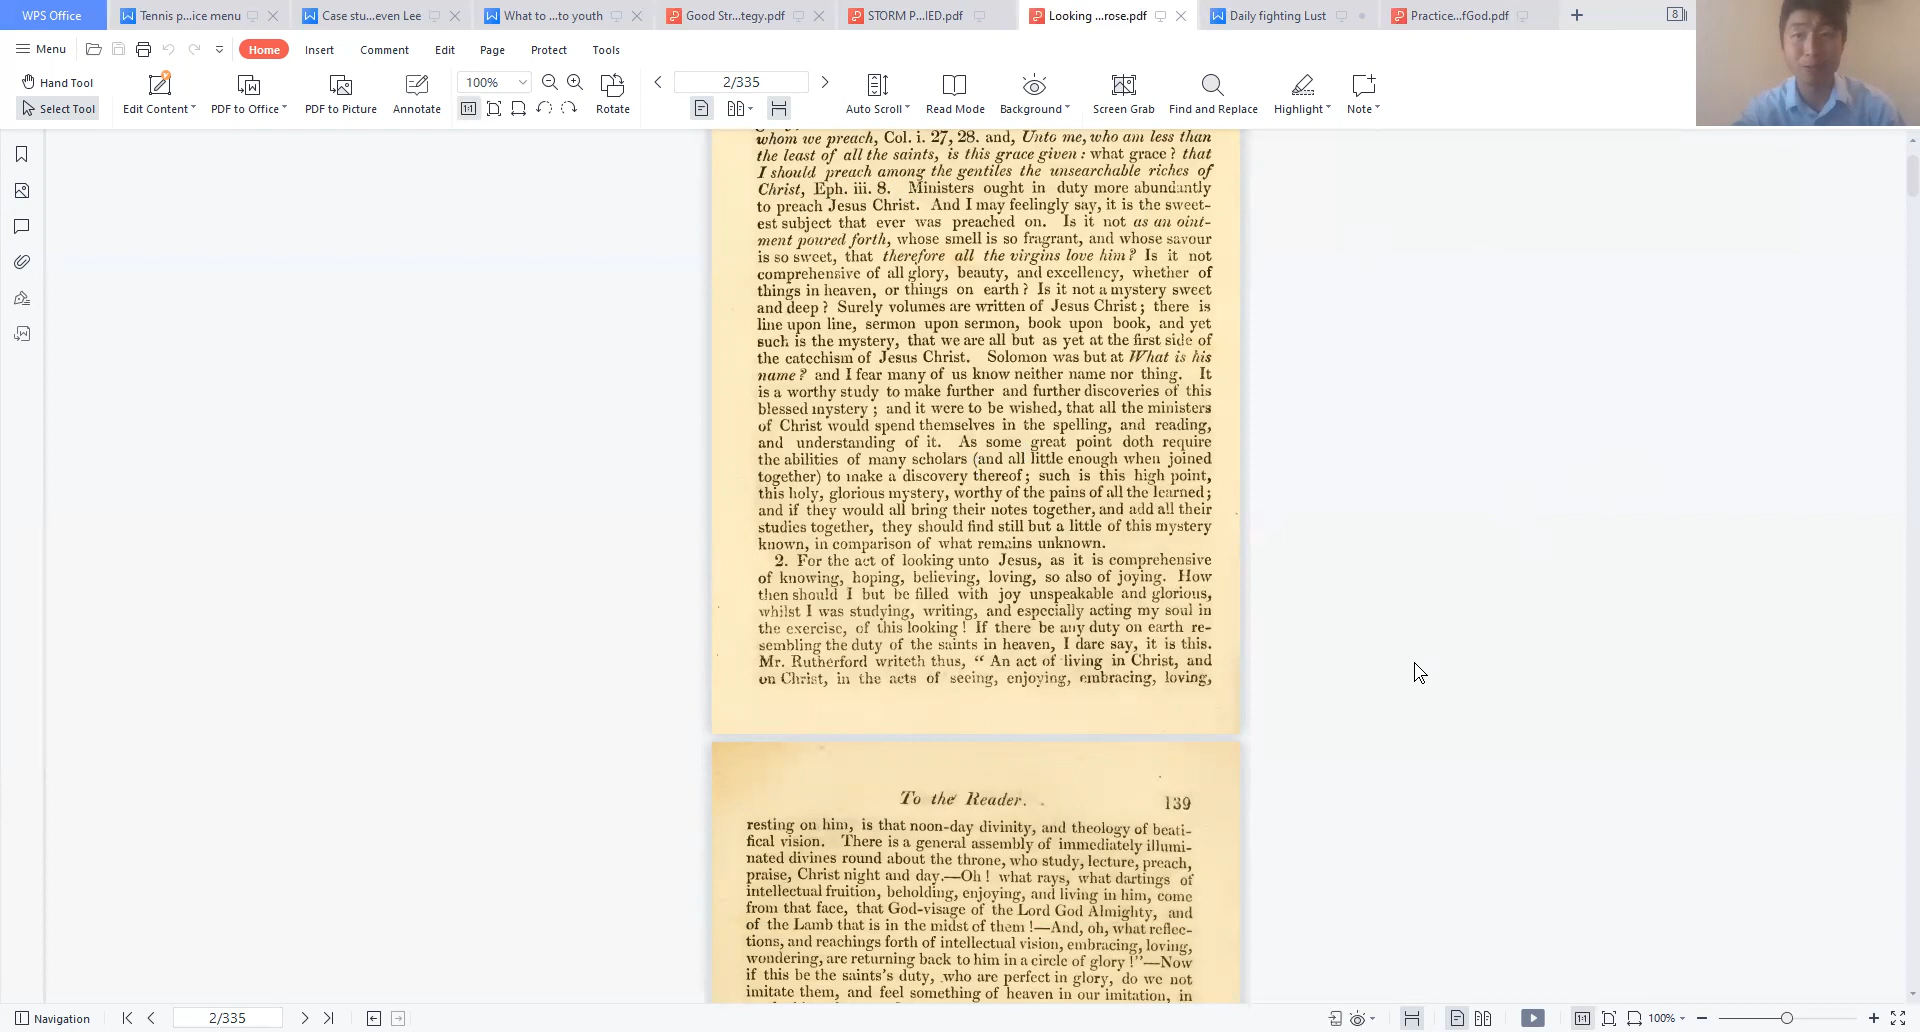 WPS Office
Tennis p...ice menu
Case stu...even Lee
What to ...to youth
Good Str...tegy.pdf
STORM P...IED.pdf
Looking ...rose.pdf
Daily fighting Lust
Practice...fGod.pdf
8
Menu
Home
Insert
Comment
Edit
Page
Protect
Tools
Hand Tool
Select Tool
Edit Content
PDF to Office
PDF to Picture
Annotate
100%
1:1
Rotate
2/335
Auto Scroll
Read Mode
Background
Screen Grab
Find and Replace
Highlight
Note
whom we preach, Col. i. 27, 28. and, Unto me, who am less than
the least of all the saints, is this grace given: what grace? that
I should preach among the gentiles the unsearchable riches of
Christ, Eph. iii. 8. Ministers ought in duty more abundantly
to preach Jesus Christ. And I may feelingly say, it is the sweet-
est subject that ever was preached on. Is it not as an oint-
ment poured forth, whose smell is so fragrant, and whose savour
is so sweet, that therefore all the virgins love him? Is it not
comprehensive of all glory, beauty, and excellency, whether of
things in heaven, or things on earth? Is it not a mystery sweet
and deep? Surely volumes are written of Jesus Christ; there is
line upon line, sermon upon sermon, book upon book, and yet
such is the mystery, that we are all but as yet at the first side of
the catechism of Jesus Christ. Solomon was but at What is his
name? and I fear many of us know neither name nor thing. It
is a worthy study to make further and further discoveries of this
blessed mystery; and it were to be wished, that all the ministers
of Christ would spend themselves in the spelling, and reading,
and understanding of it. As some great point doth require
the abilities of many scholars (and all little enough when joined
together) to make a discovery thereof; such is this high point,
this holy, glorious mystery, worthy of the pains of all the learned;
and if they would all bring their notes together, and add all their
studies together, they should find still but a little of this mystery
known, in comparison of what remains unknown.
2. For the act of looking unto Jesus, as it is comprehensive
of knowing, hoping, believing, loving, so also of joying. How
then should I but be filled with joy unspeakable and glorious,
whilst I was studying, writing, and especially acting my soul in
the exercise, of this looking! If there be any duty on earth re-
sembling the duty of the saints in heaven, I dare say, it is this.
Mr. Rutherford writeth thus, "An act of living in Christ, and
on Christ, in the acts of seeing, enjoying, embracing, loving,
To the Reader. 139
resting on him, is that noon-day divinity, and theology of beati-
fical vision. There is a general assembly of immediately illumi-
nated divines round about the throne, who study, lecture, preach,
praise, Christ night and day.—Oh! what rays, what dartings of
intellectual fruition, beholding, enjoying, and living in him, come
from that face, that God-visage of the Lord God Almighty, and
of the Lamb that is in the midst of them!—And, oh, what reflec-
tions, and reachings forth of intellectual vision, embracing, loving,
wondering, are returning back to him in a circle of glory!"—Now
if this be the saints's duty, who are perfect in glory, do we not
imitate them, and feel something of heaven in our imitation, in
Navigation
2/335
1:1
100%